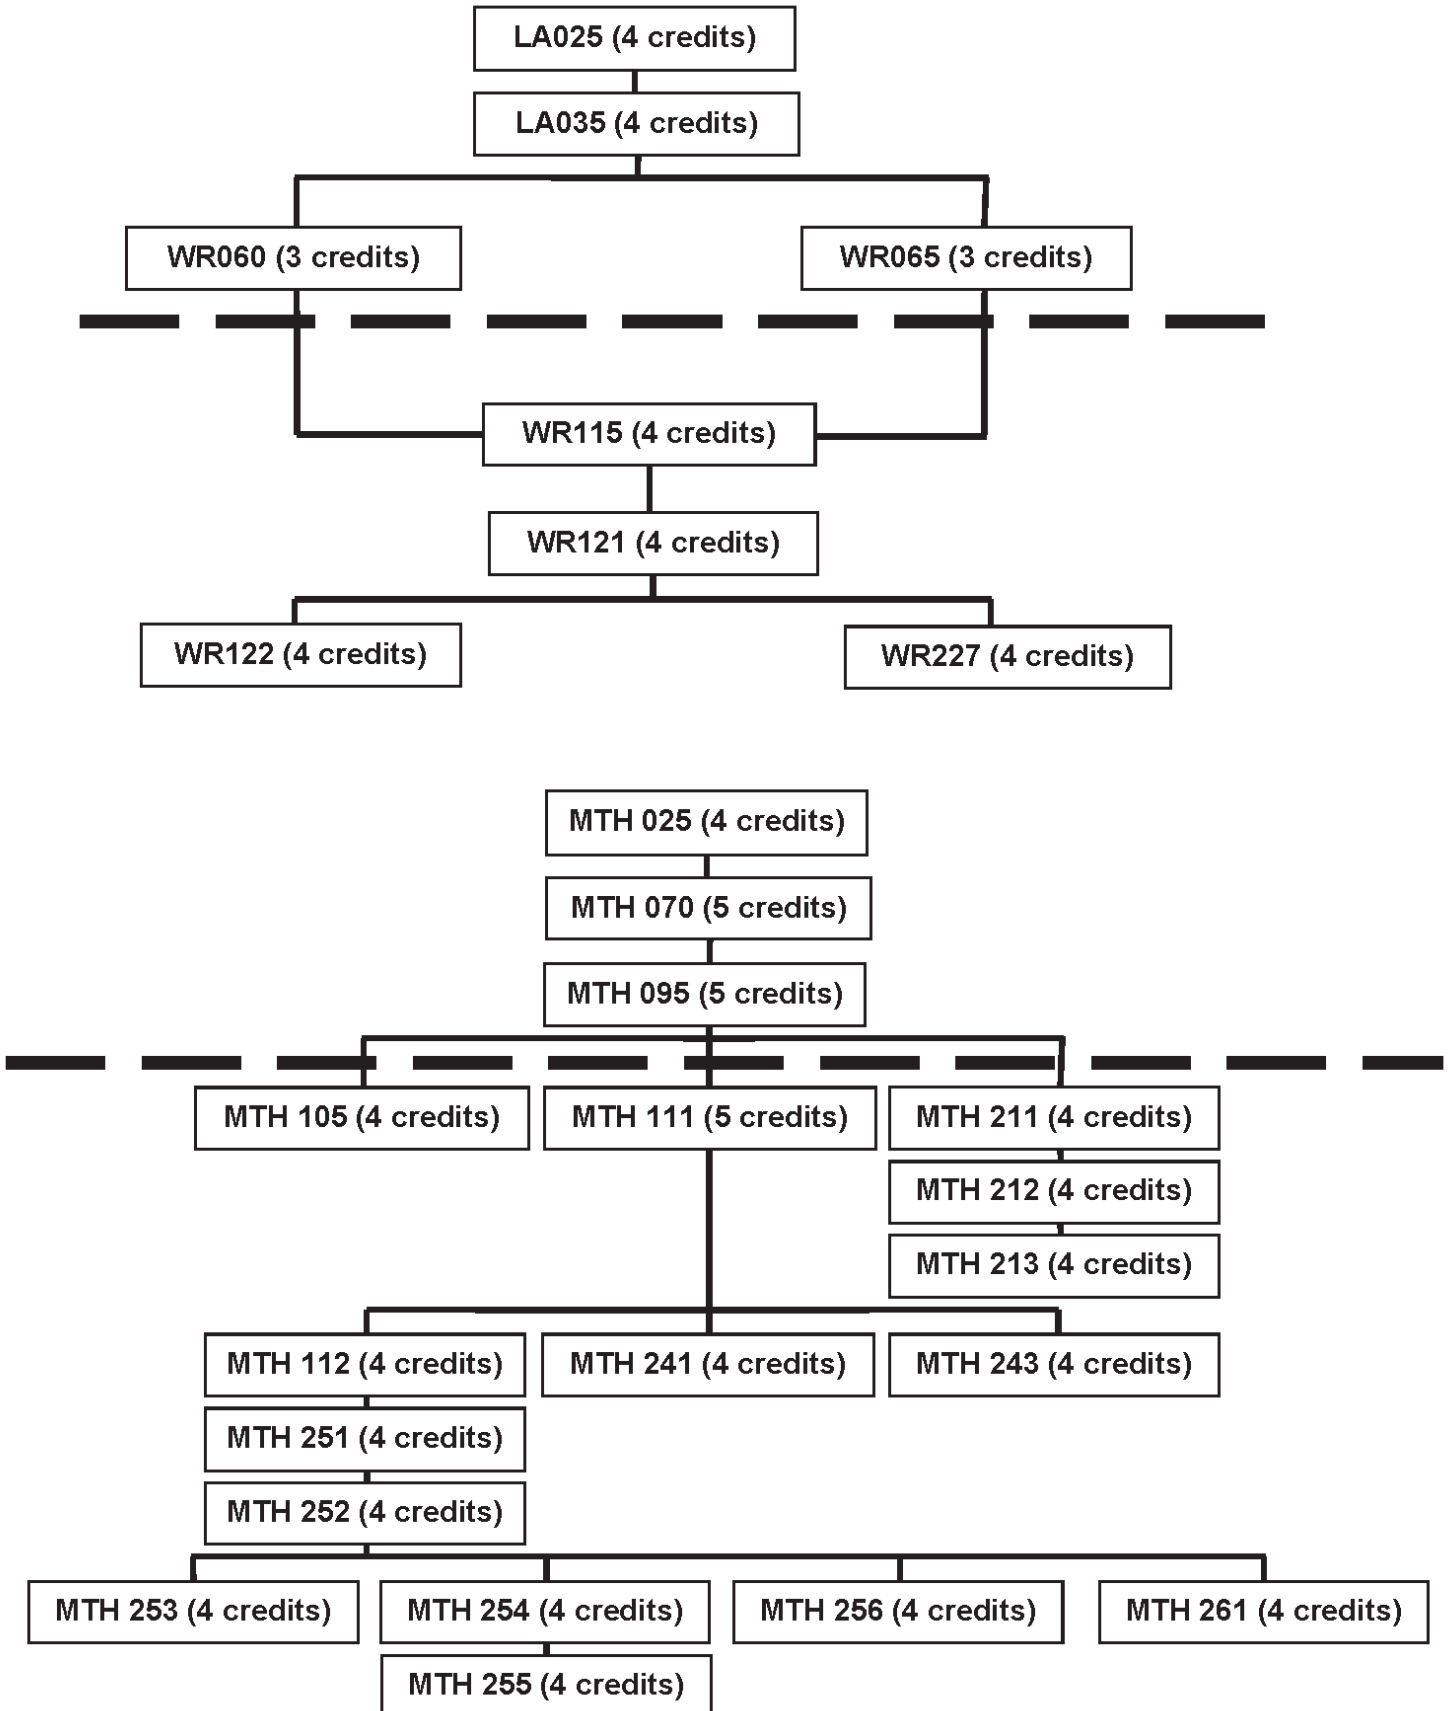 LA025 (4 credits)
LA035 (4 credits)
WR060 (3 credits)
WR065 (3 credits)
WR115 (4 credits)
WR121 (4 credits)
WR122 (4 credits)
WR227 (4 credits)
MTH 025 (4 credits)
MTH 070 (5 credits)
MTH 095 (5 credits)
MTH 105 (4 credits)
MTH 111 (5 credits)
MTH 211 (4 credits)
MTH 212 (4 credits)
MTH 213 (4 credits)
MTH 112 (4 credits)
MTH 241 (4 credits)
MTH 243 (4 credits)
MTH 251 (4 credits)
MTH 252 (4 credits)
MTH 253 (4 credits)
MTH 254 (4 credits)
MTH 256 (4 credits)
MTH 261 (4 credits)
MTH 255 (4 credits)